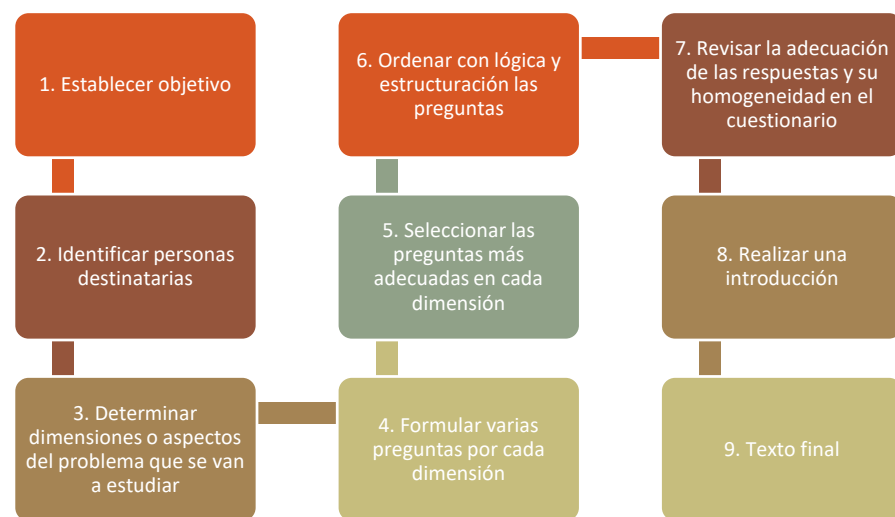 1. Establecer objetivo
2. Identificar personas
destinatarias
3. Determinar
dimensiones o aspectos
del problema que se van
a estudiar
4. Formular varias
preguntas por cada
dimensión
5. Seleccionar las
preguntas más
adecuadas en cada
dimensión
6. Ordenar con lógica y
estructuración las
preguntas
7. Revisar la adecuación
de las respuestas y su
homogeneidad en el
cuestionario
8. Realizar una
introducción
9. Texto final